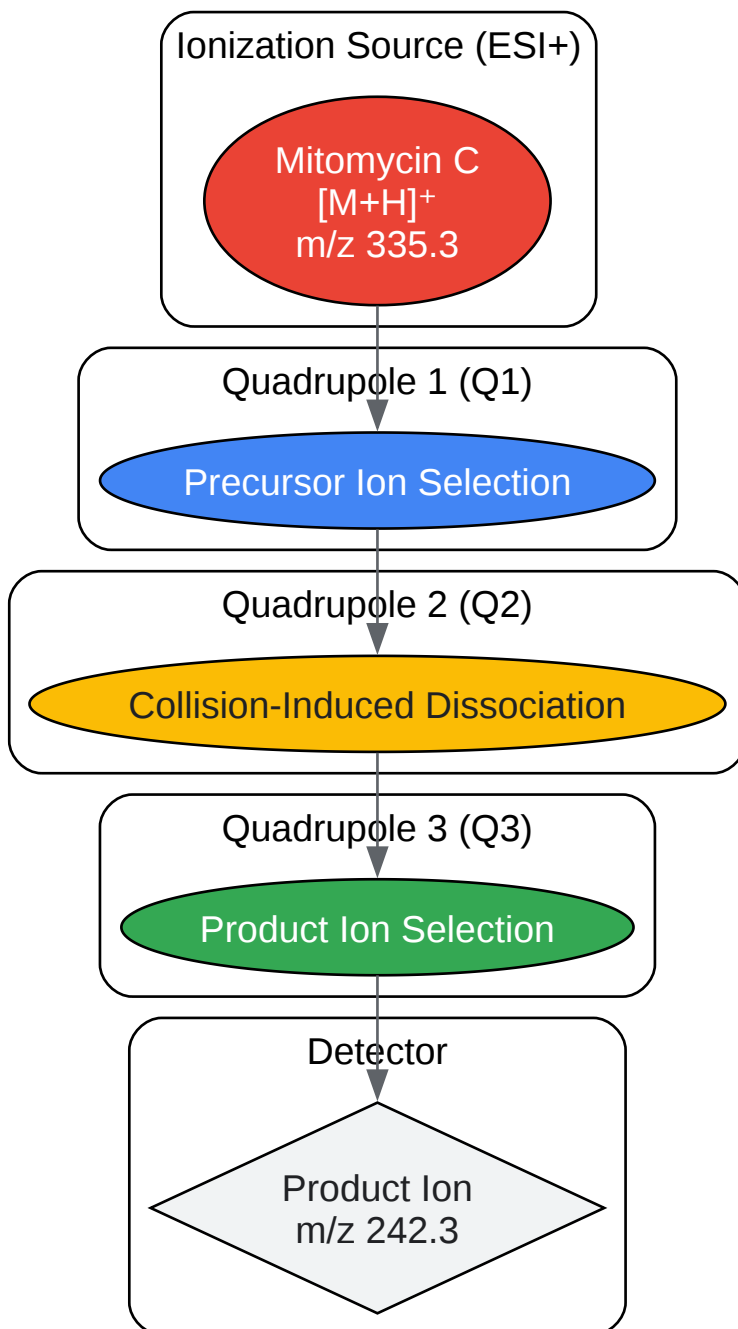 Ionization Source (ESI+)
Mitomycin C
[M+H]⁺
m/z 335.3
Quadrupole 1 (Q1)
Precursor Ion Selection
Quadrupole 2 (Q2)
Collision-Induced Dissociation
Quadrupole 3 (Q3)
Product Ion Selection
Detector
Product Ion
m/z 242.3